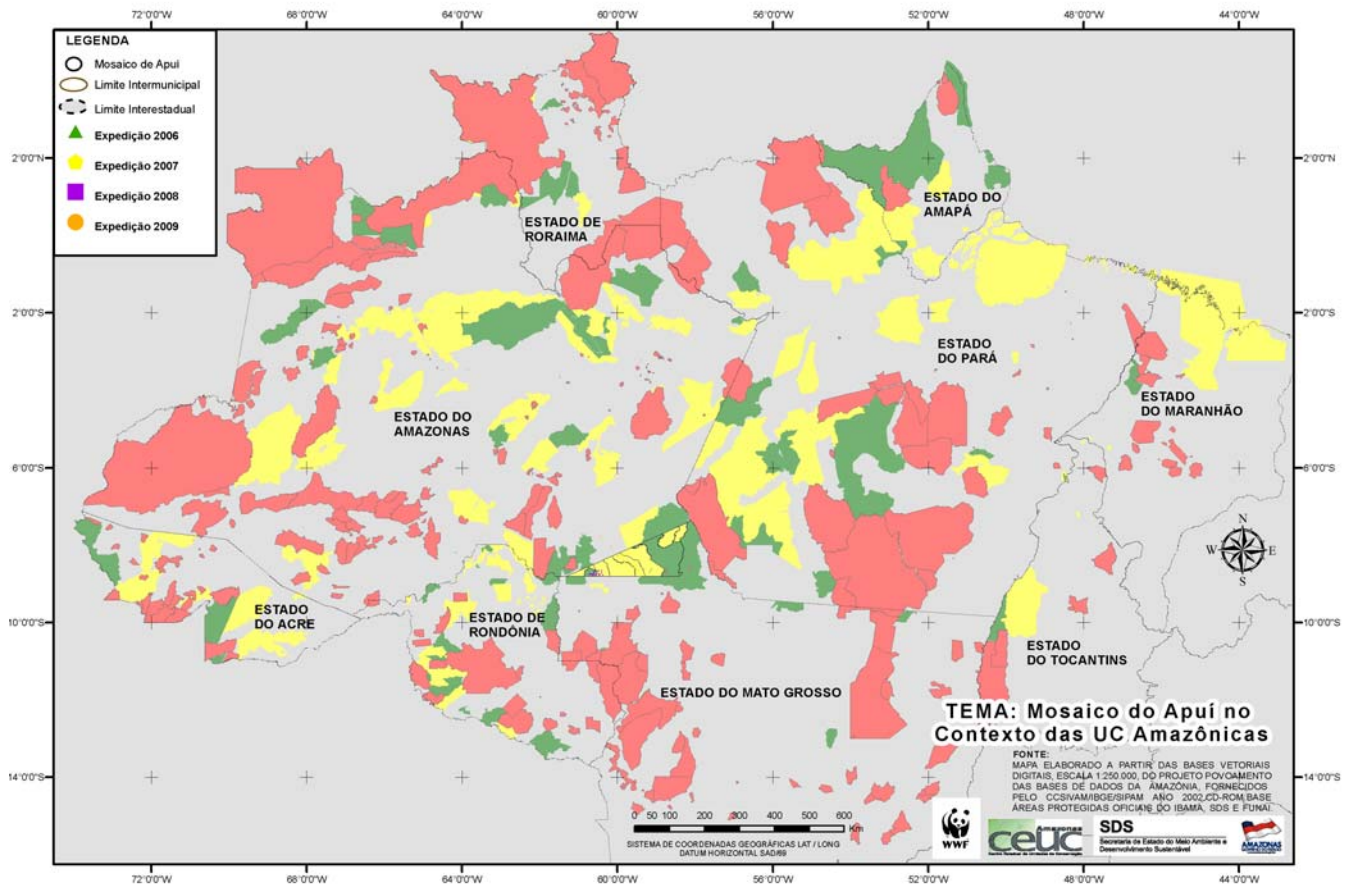 72°0'0"W 68°0'0"W 64°0'0"W 60°0'0"W 56°0'0"W 52°0'0"W 48°0'0"W 44°0'0"W
LEGENDA
Mosaico de Apui
Limite Intermunicipal
Limite Interestadual
Expedição 2006
Expedição 2007
Expedição 2008
Expedição 2009
2°0'0"N 2°0'0"N
ESTADO DE
RORAIMA
ESTADO DO
AMAPÁ
2°0'0"S 2°0'0"S
ESTADO
DO PARÁ
ESTADO DO
AMAZONAS
ESTADO
DO MARANHÃO
6°0'0"S 6°0'0"S
N
W E
S
ESTADO
DO ACRE
ESTADO DE
RONDÔNIA
10°0'0"S 10°0'0"S
ESTADO
DO TOCANTINS
ESTADO DO MATO GROSSO
TEMA: Mosaico do Apuí no
Contexto das UC Amazônicas
FONTE:
MAPA ELABORADO A PARTIR DAS BASES VETORIAIS
DIGITAIS, ESCALA 1:250.000, DO PROJETO POVOAMENTO
DAS BASES DE DADOS DA AMAZÔNIA, FORNECIDOS
PELO CCSIVAM/IBGE/SIPAM ANO 2002,CD-ROM BASE
ÁREAS PROTEGIDAS OFICIAIS DO IBAMA, SDS E FUNAI
14°0'0"S 14°0'0"S
0 50 100 200 300 400 500 600
Km
SISTEMA DE COORDENADAS GEOGRÁFICAS LAT / LONG
DATUM HORIZONTAL SAD/69
WWF
Amazonas
ceuc
Centro Estadual de Unidades de Conservação
SDS
Secretaria de Estado do Meio Ambiente e
Desenvolvimento Sustentável
AMAZONAS
72°0'0"W 68°0'0"W 64°0'0"W 60°0'0"W 56°0'0"W 52°0'0"W 48°0'0"W 44°0'0"W